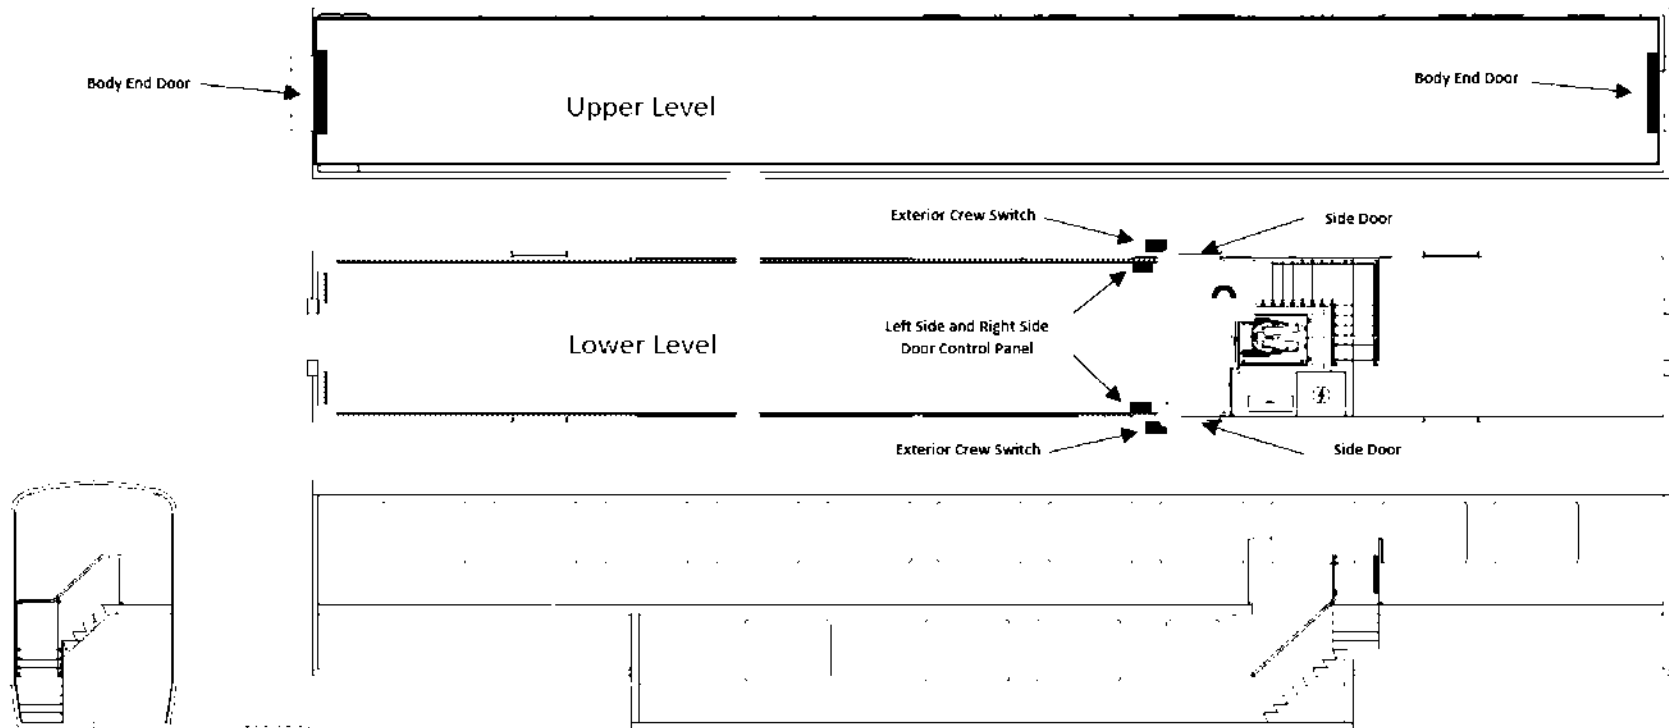 Body End Door
Body End Door
Upper Level
Exterior Crew Switch
Side Door
Left Side and Right Side
Door Control Panel
Lower Level
Exterior Crew Switch
Side Door